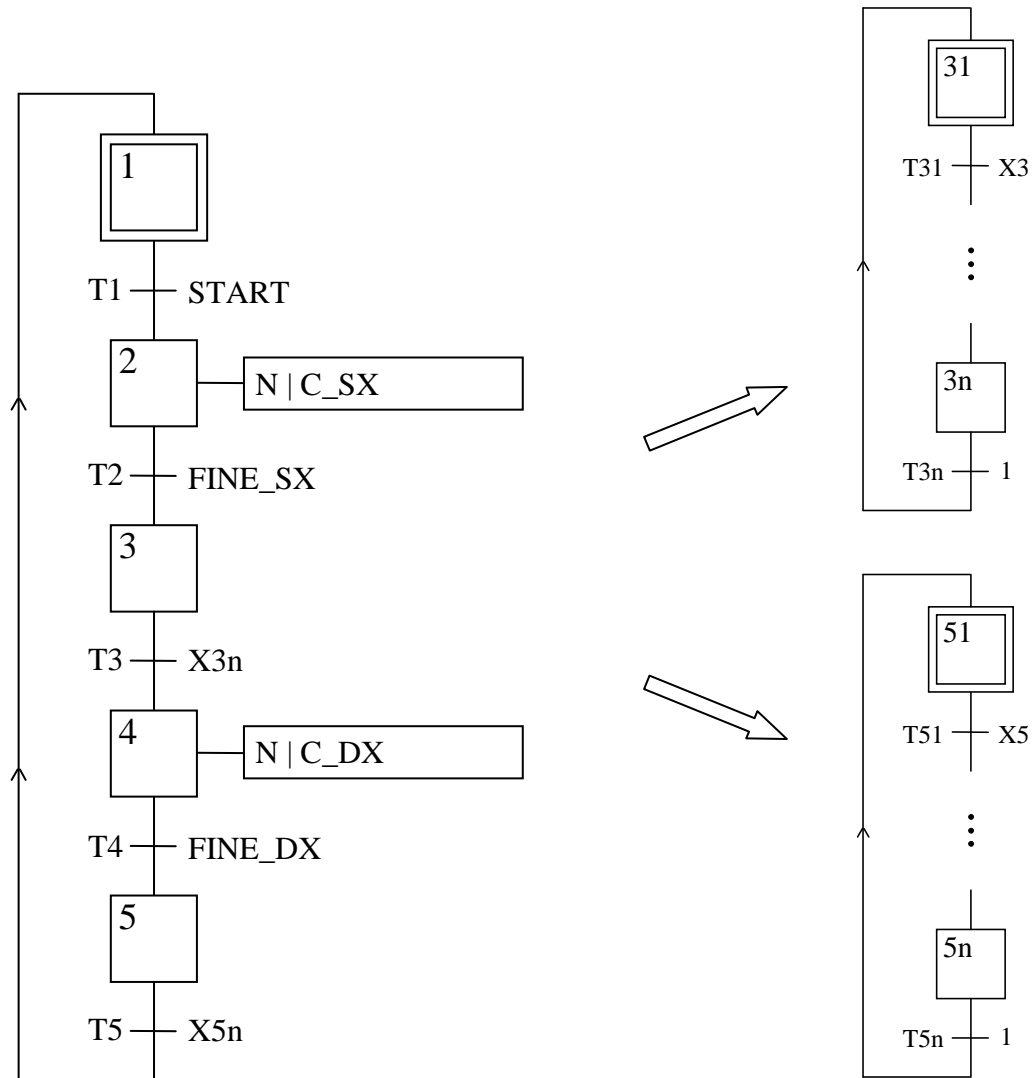 1
T1 START
2
N | C_SX
T2 FINE_SX
3
T3 X3n
4
N | C_DX
T4 FINE_DX
5
T5 X5n
31
T31 X3
3n
T3n 1
51
T51 X5
5n
T5n 1